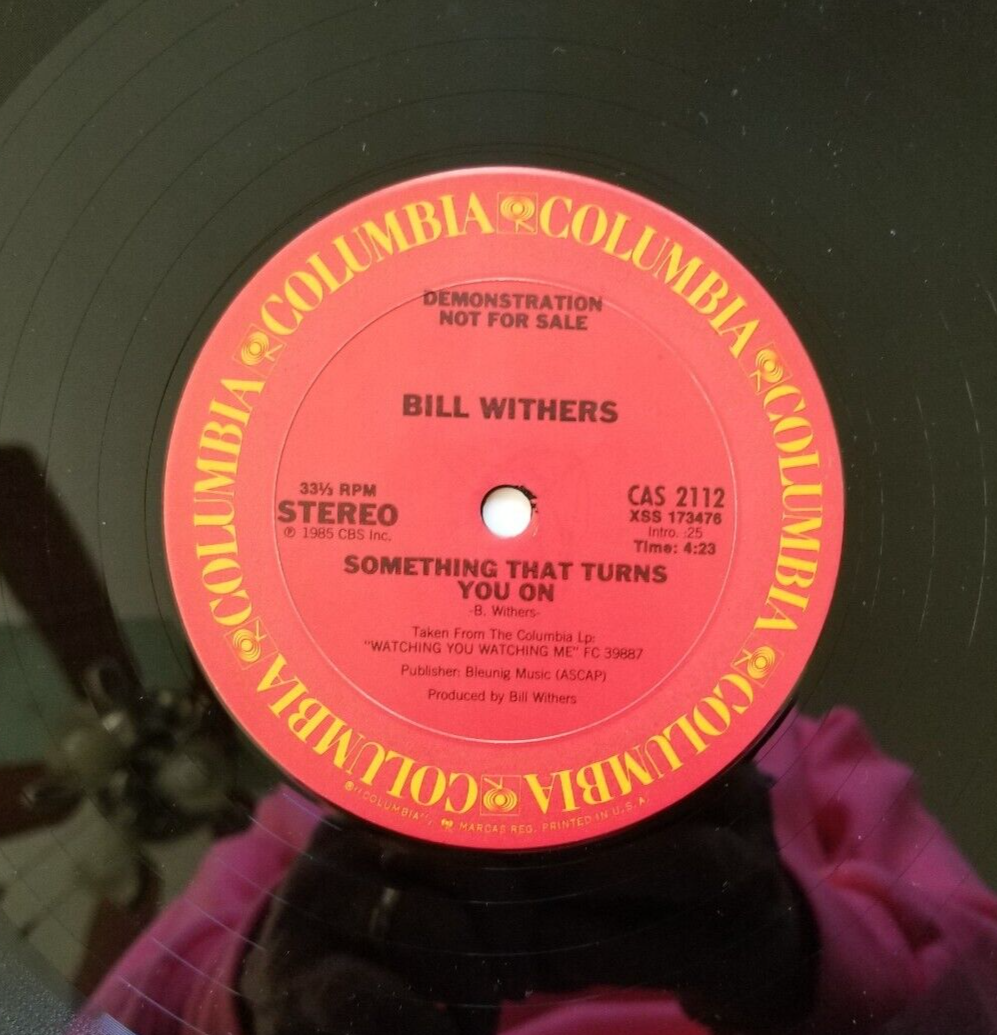 COLUMBIA COLUMBIA COLUMBIA COLUMBIA COLUMBIA COLUMBIA COLUMBIA COLUMBIA
DEMONSTRATION
NOT FOR SALE
BILL WITHERS
33⅓ RPM
STEREO
℗ 1985 CBS Inc.
CAS 2112
XSS 173476
Intro. :25
Time: 4:23
SOMETHING THAT TURNS
YOU ON
-B. Withers-
Taken From The Columbia Lp:
"WATCHING YOU WATCHING ME" FC 39887
Publisher: Bleunig Music (ASCAP)
Produced by Bill Withers
®"COLUMBIA", MARCAS REG. PRINTED IN U.S.A.